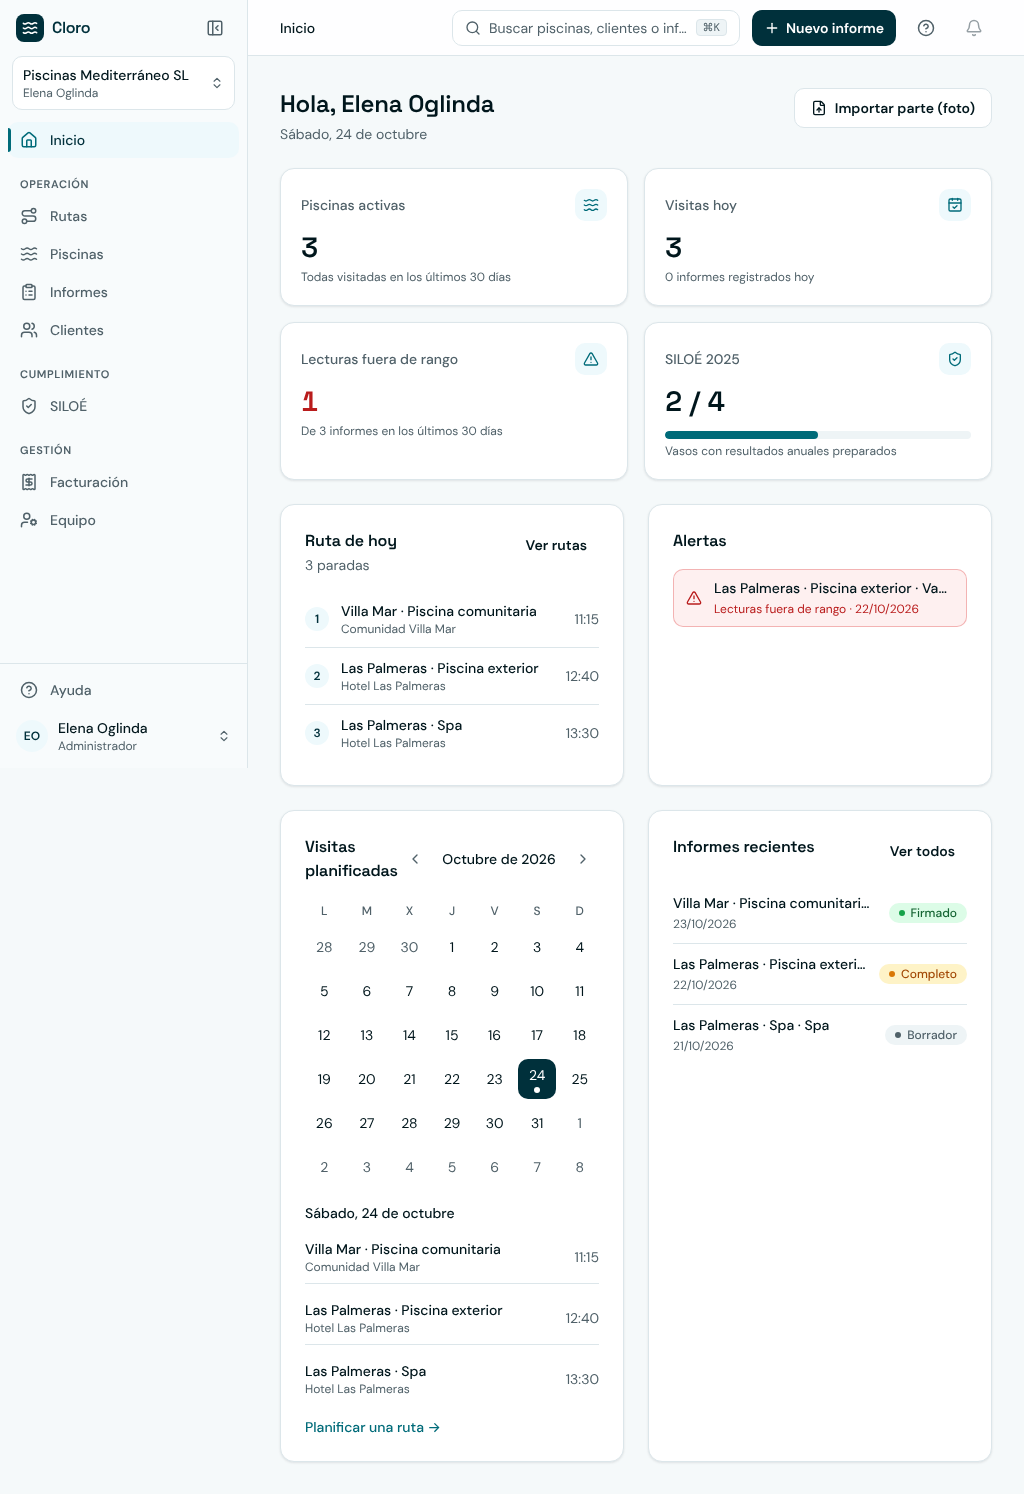 Cloro
Piscinas Mediterráneo SL
Elena Oglinda
Inicio
OPERACIÓN
Rutas
Piscinas
Informes
Clientes
CUMPLIMIENTO
SILOÉ
GESTIÓN
Facturación
Equipo
Ayuda
EO
Elena Oglinda
Administrador
Inicio
Buscar piscinas, clientes o inf...
⌘K
Nuevo informe
Hola, Elena Oglinda
Sábado, 24 de octubre
Importar parte (foto)
Piscinas activas
3
Todas visitadas en los últimos 30 días
Visitas hoy
3
0 informes registrados hoy
Lecturas fuera de rango
1
De 3 informes en los últimos 30 días
SILOÉ 2025
2 / 4
Vasos con resultados anuales preparados
Ruta de hoy
3 paradas
Ver rutas
1 Villa Mar · Piscina comunitaria 11:15
Comunidad Villa Mar
2 Las Palmeras · Piscina exterior 12:40
Hotel Las Palmeras
3 Las Palmeras · Spa 13:30
Hotel Las Palmeras
Alertas
Las Palmeras · Piscina exterior · Va...
Lecturas fuera de rango · 22/10/2026
Visitas planificadas
Octubre de 2026
L M X J V S D
28 29 30 1 2 3 4
5 6 7 8 9 10 11
12 13 14 15 16 17 18
19 20 21 22 23 24 25
26 27 28 29 30 31 1
2 3 4 5 6 7 8
Sábado, 24 de octubre
Villa Mar · Piscina comunitaria 11:15
Comunidad Villa Mar
Las Palmeras · Piscina exterior 12:40
Hotel Las Palmeras
Las Palmeras · Spa 13:30
Hotel Las Palmeras
Planificar una ruta →
Informes recientes
Ver todos
Villa Mar · Piscina comunitari... Firmado
23/10/2026
Las Palmeras · Piscina exteri... Completo
22/10/2026
Las Palmeras · Spa · Spa Borrador
21/10/2026